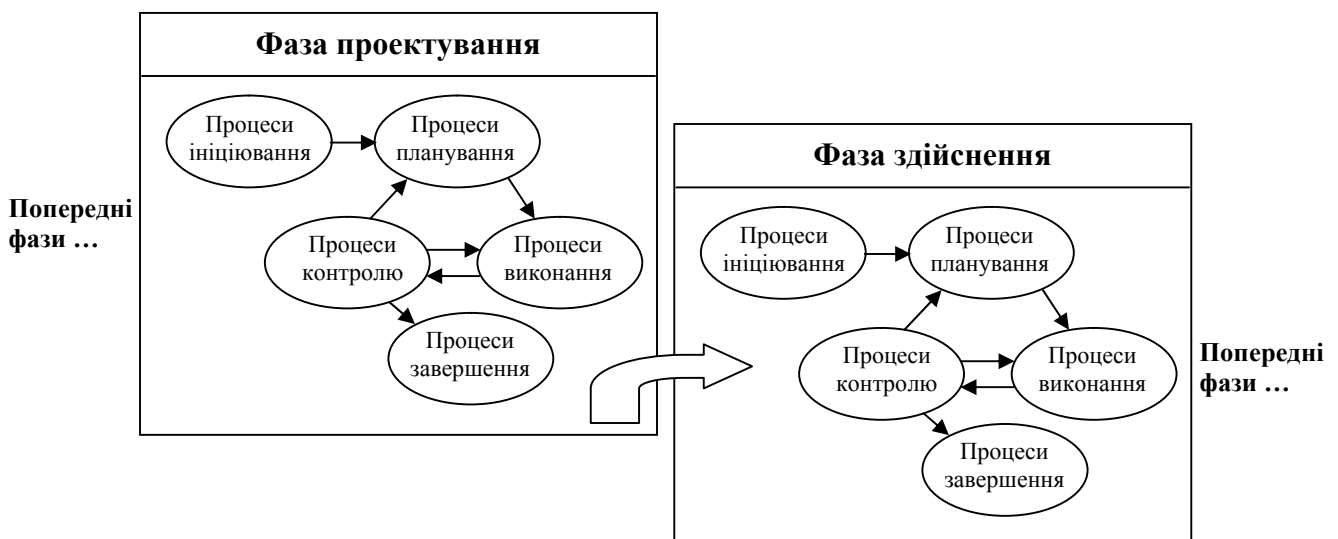 Фаза проектування
Процеси
ініціювання
Процеси
планування
Попередні
фази …
Процеси
контролю
Процеси
виконання
Процеси
завершення
Фаза здійснення
Процеси
ініціювання
Процеси
планування
Процеси
контролю
Процеси
виконання
Попередні
фази …
Процеси
завершення